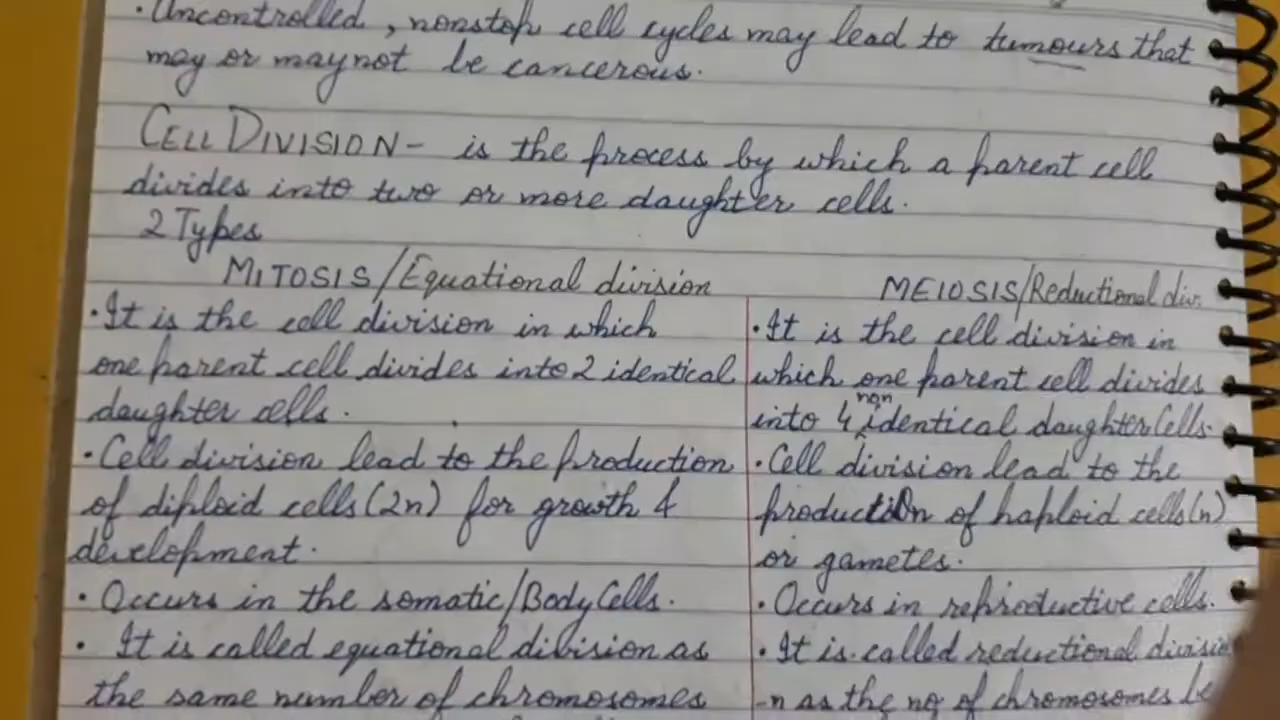 · Uncontrolled, nonstop cell cycles may lead to tumours that
may or maynot be cancerous.
CELL DIVISION - is the process by which a parent cell
divides into two or more daughter cells.
2 Types
MITOSIS/Equational division
· It is the cell division in which
one parent cell divides into 2 identical
daughter cells.
· Cell division lead to the production
of diploid cells (2n) for growth &
development.
· Occurs in the somatic/Body Cells.
· It is called equational division as
the same number of chromosomes
MEIOSIS/Reductional div.
· It is the cell division in
which one parent cell divides
into 4 non identical daughter Cells.
· Cell division lead to the
production of haploid cells (n)
or gametes.
· Occurs in reproductive cells.
· It is called reductional divisio
-n as the no of chromosomes be